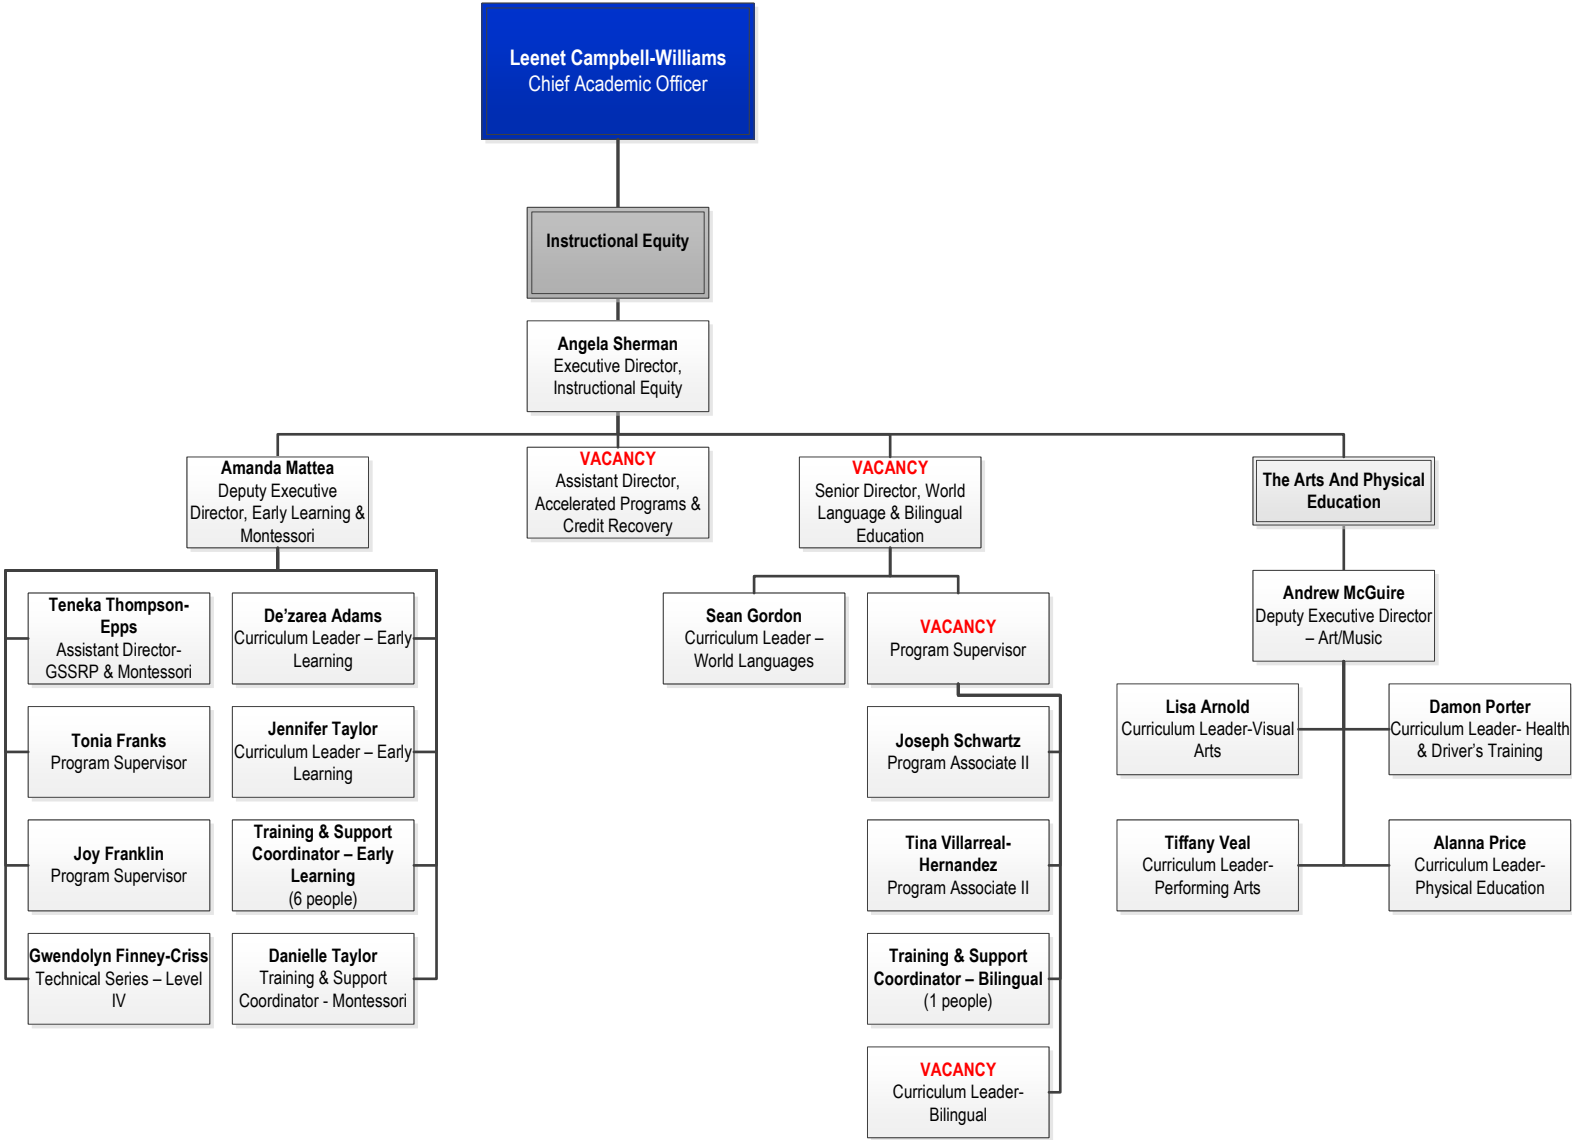 Leenet Campbell-Williams
Chief Academic Officer
Instructional Equity
Angela Sherman
Executive Director,
Instructional Equity
Amanda Mattea
Deputy Executive
Director, Early Learning &
Montessori
VACANCY
Assistant Director,
Accelerated Programs &
Credit Recovery
VACANCY
Senior Director, World
Language & Bilingual
Education
The Arts And Physical
Education
Teneka Thompson-
Epps
Assistant Director-
GSSRP & Montessori
De’zarea Adams
Curriculum Leader – Early
Learning
Tonia Franks
Program Supervisor
Jennifer Taylor
Curriculum Leader – Early
Learning
Joy Franklin
Program Supervisor
Training & Support
Coordinator – Early
Learning
(6 people)
Gwendolyn Finney-Criss
Technical Series – Level
IV
Danielle Taylor
Training & Support
Coordinator - Montessori
Sean Gordon
Curriculum Leader –
World Languages
VACANCY
Program Supervisor
Joseph Schwartz
Program Associate II
Tina Villarreal-
Hernandez
Program Associate II
Training & Support
Coordinator – Bilingual
(1 people)
VACANCY
Curriculum Leader-
Bilingual
Andrew McGuire
Deputy Executive Director
– Art/Music
Lisa Arnold
Curriculum Leader-Visual
Arts
Damon Porter
Curriculum Leader- Health
& Driver’s Training
Tiffany Veal
Curriculum Leader-
Performing Arts
Alanna Price
Curriculum Leader-
Physical Education